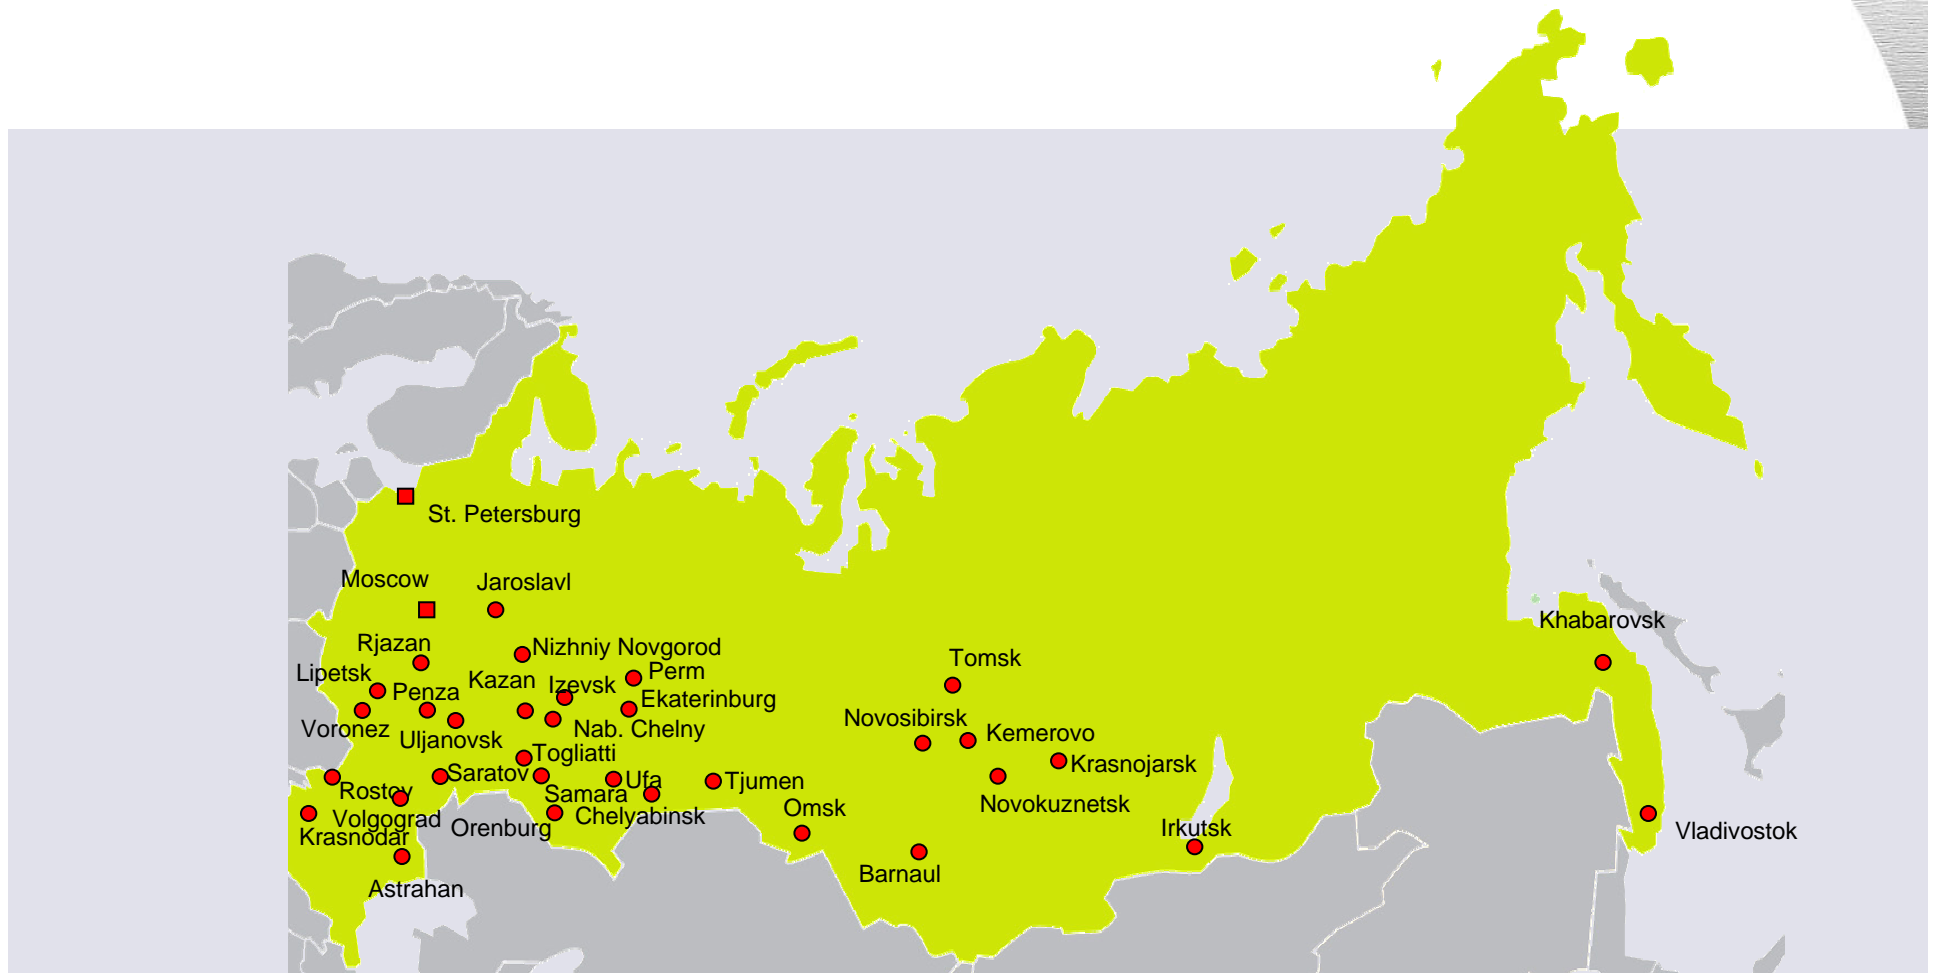 St. Petersburg
Moscow
Jaroslavl
Khabarovsk
Rjazan
Nizhniy Novgorod
Tomsk
Lipetsk
Penza
Kazan
Izevsk
Perm
Ekaterinburg
Voronez
Uljanovsk
Nab. Chelny
Novosibirsk
Kemerovo
Togliatti
Krasnojarsk
Rostov
Saratov
Samara
Ufa
Tjumen
Novokuznetsk
Volgograd
Orenburg
Chelyabinsk
Omsk
Krasnodar
Irkutsk
Vladivostok
Astrahan
Barnaul